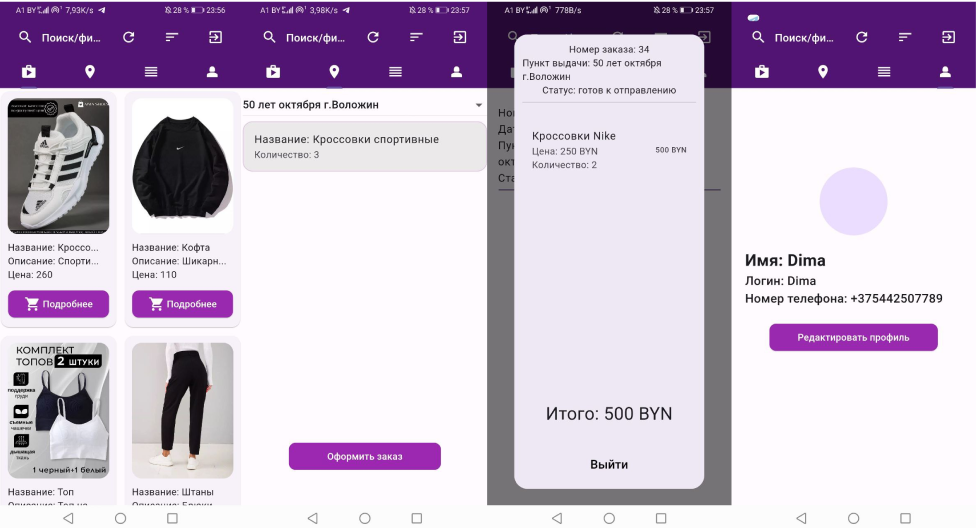 A1 BY 7,93K/s 28 % 23:56
Поиск/фи...
Название: Кроссо...
Описание: Спорти...
Цена: 260
Подробнее
Название: Кофта
Описание: Шикарн...
Цена: 110
Подробнее
КОМПЛЕКТ
ТОПОВ 2 ШТУКИ
поддержка
груди
съемные
чашечки
дышащая
ткань
1 черный+1 белый
Название: Топ
Название: Штаны
A1 BY 3,98K/s 28 % 23:57
Поиск/фи...
50 лет октября г.Воложин
Название: Кроссовки спортивные
Количество: 3
Оформить заказ
A1 BY 778B/s 28 % 23:57
Номер заказа: 34
Пункт выдачи: 50 лет октября
г.Воложин
Статус: готов к отправлению
Кроссовки Nike
Цена: 250 BYN
500 BYN
Количество: 2
Итого: 500 BYN
Выйти
Поиск/фи...
Имя: Dima
Логин: Dima
Номер телефона: +375442507789
Редактировать профиль